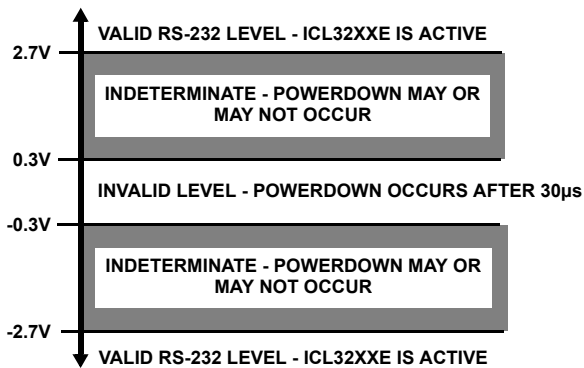 VALID RS-232 LEVEL - ICL32XXE IS ACTIVE
2.7V
INDETERMINATE - POWERDOWN MAY OR
MAY NOT OCCUR
0.3V
INVALID LEVEL - POWERDOWN OCCURS AFTER 30µs
-0.3V
INDETERMINATE - POWERDOWN MAY OR
MAY NOT OCCUR
-2.7V
VALID RS-232 LEVEL - ICL32XXE IS ACTIVE